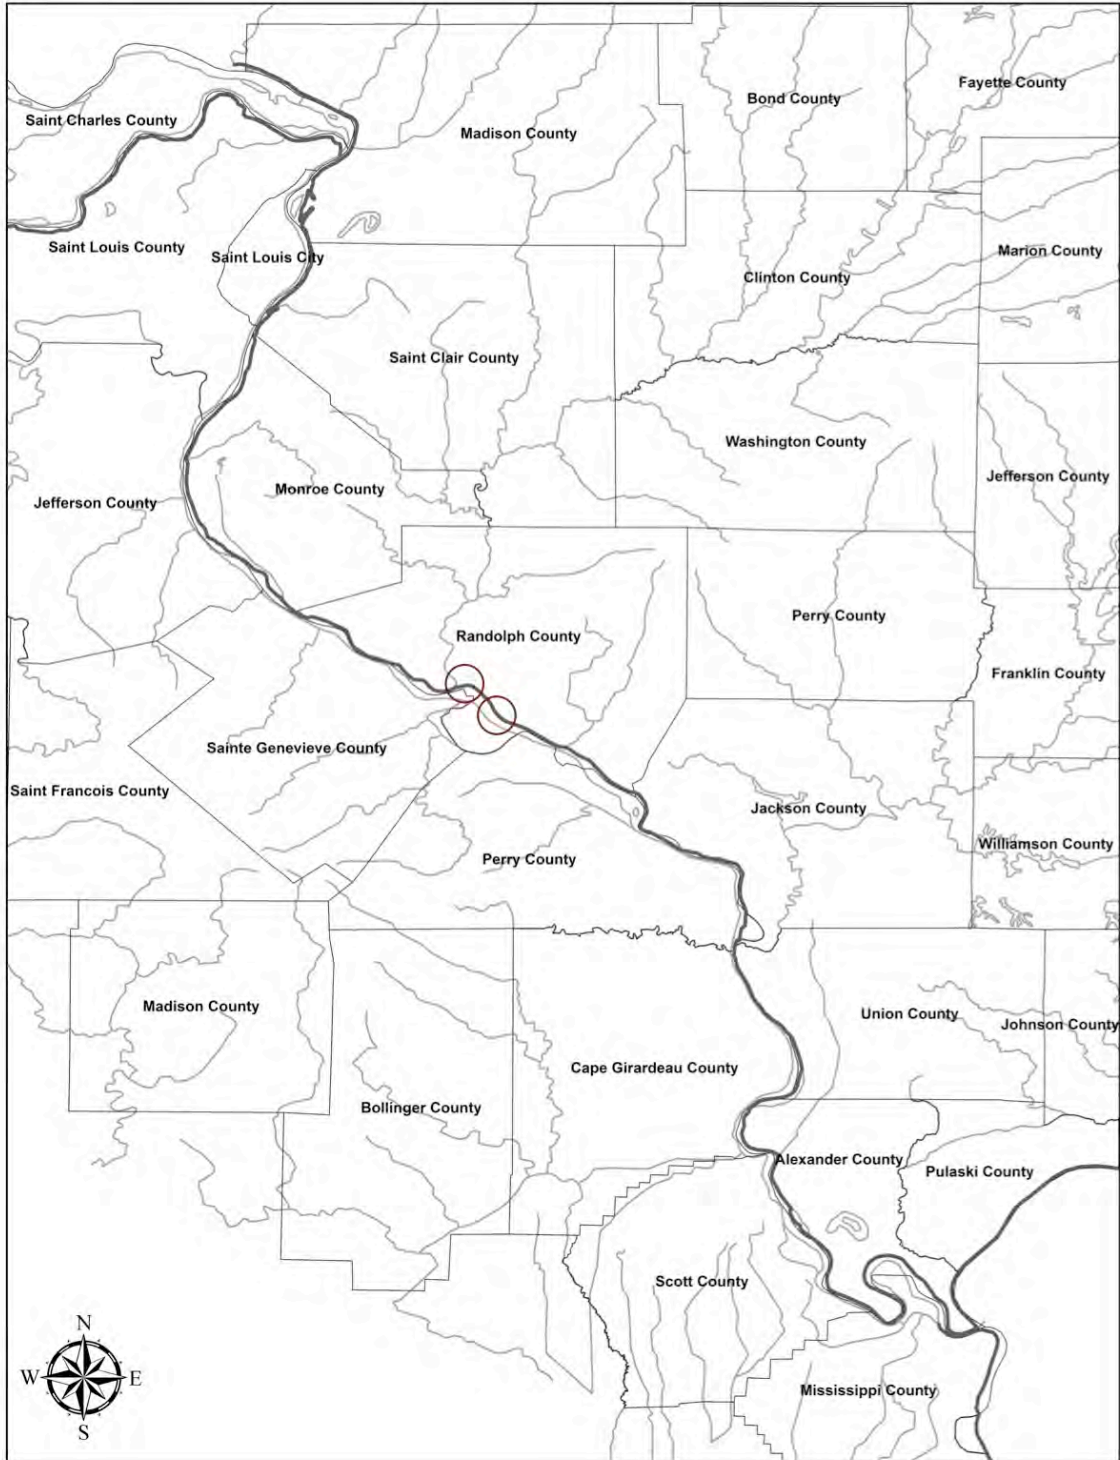 Fayette County
Bond County
Saint Charles County
Madison County
Saint Louis County
Saint Louis City
Marion County
Clinton County
Saint Clair County
Washington County
Jefferson County
Monroe County
Jefferson County
Perry County
Randolph County
Franklin County
Sainte Genevieve County
Saint Francois County
Jackson County
Williamson County
Perry County
Madison County
Union County
Johnson County
Cape Girardeau County
Bollinger County
Alexander County
Pulaski County
Scott County
N
W E
S
Mississippi County